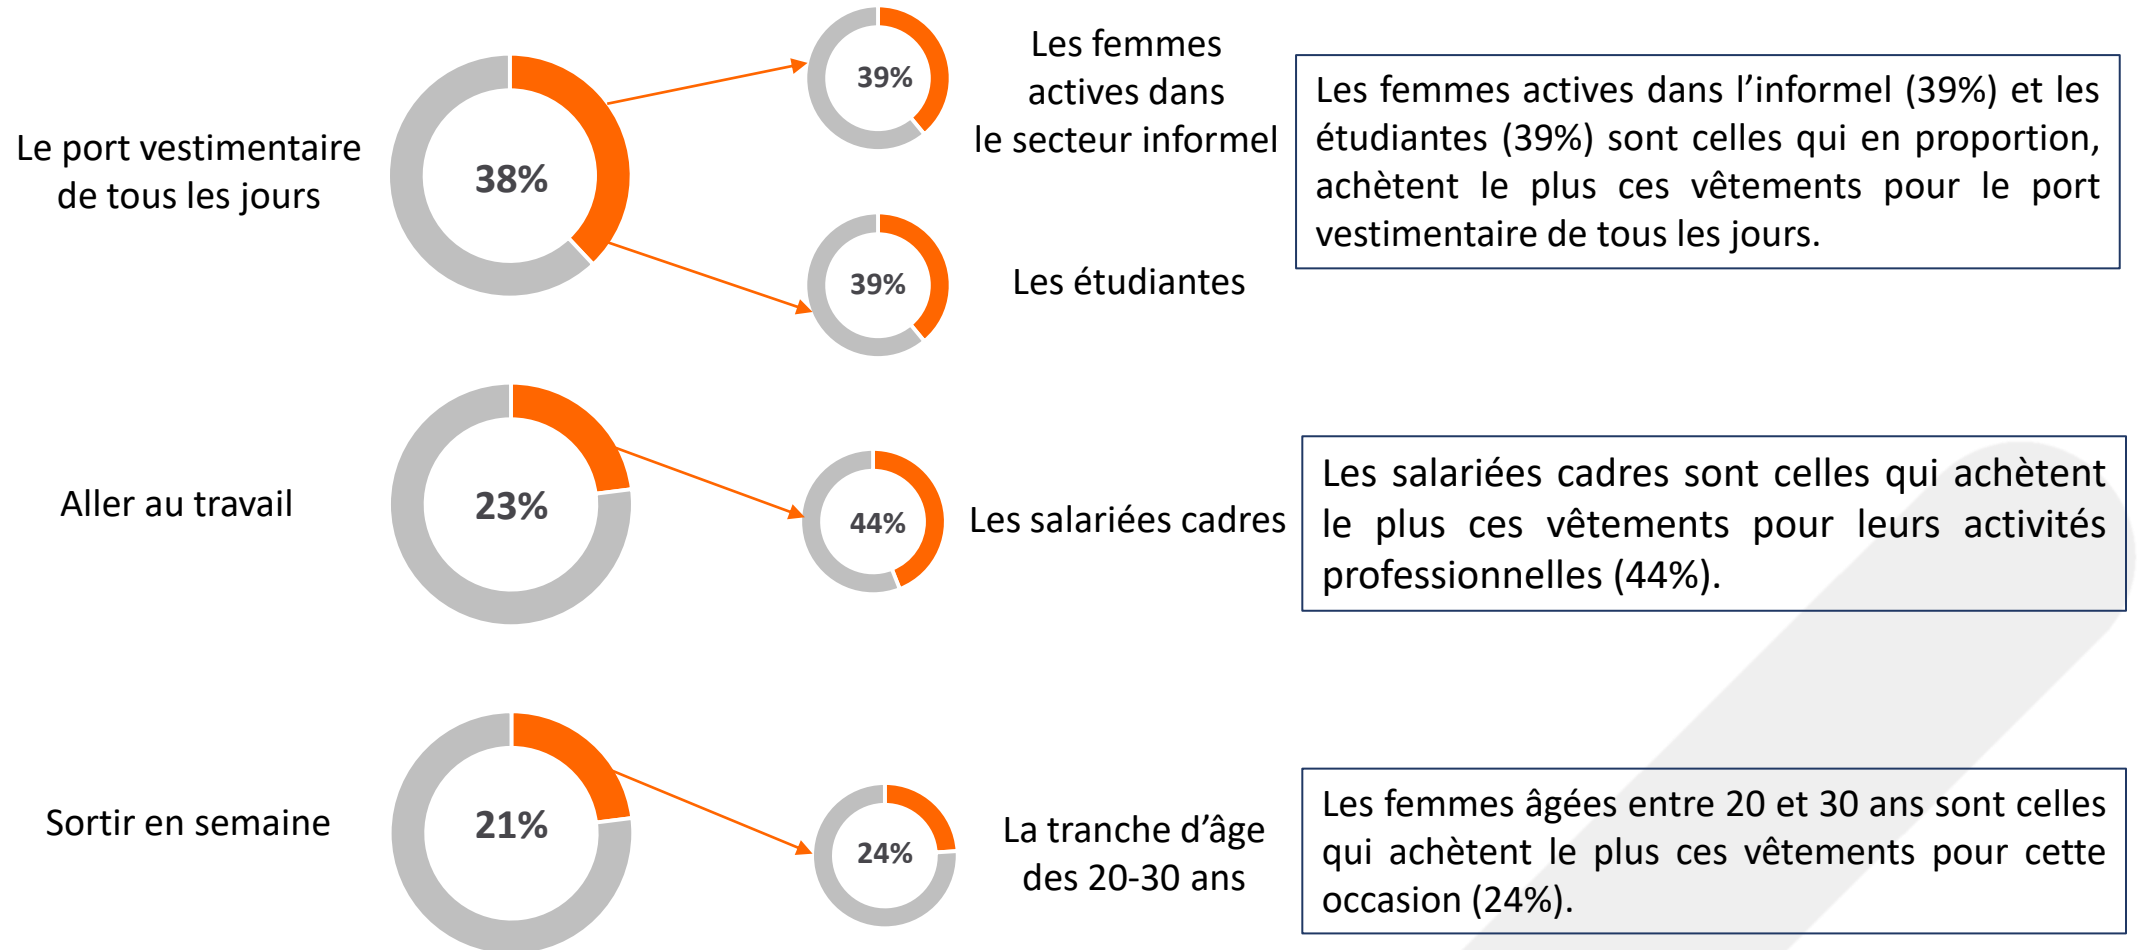 Le port vestimentaire
de tous les jours
38%
39%
Les femmes
actives dans
le secteur informel
39%
Les étudiantes
Les femmes actives dans l’informel (39%) et les
étudiantes (39%) sont celles qui en proportion,
achètent le plus ces vêtements pour le port
vestimentaire de tous les jours.
Aller au travail
23%
44%
Les salariées cadres
Les salariées cadres sont celles qui achètent
le plus ces vêtements pour leurs activités
professionnelles (44%).
Sortir en semaine
21%
24%
La tranche d’âge
des 20-30 ans
Les femmes âgées entre 20 et 30 ans sont celles
qui achètent le plus ces vêtements pour cette
occasion (24%).